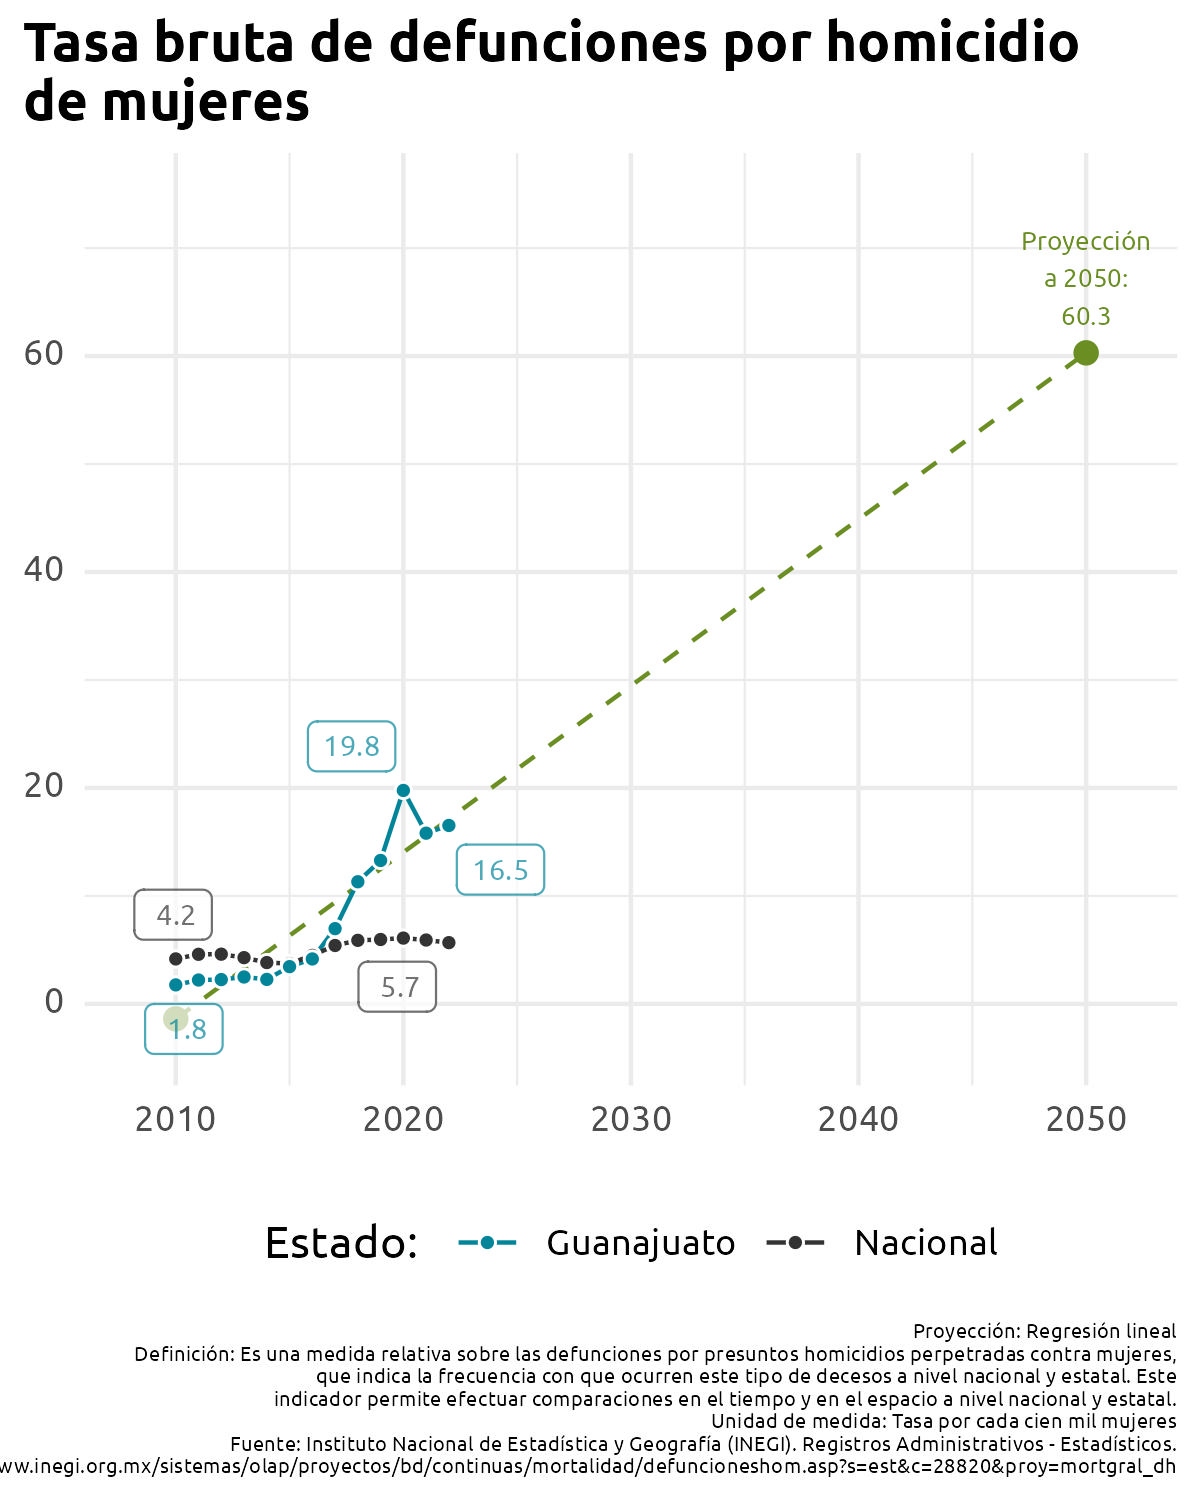 Tasa bruta de defunciones por homicidio
de mujeres
Proyección
a 2050:
60.3
60
40
20
0
19.8
16.5
4.2
5.7
1.8
2010 2020 2030 2040 2050
Estado: Guanajuato Nacional
Proyección: Regresión lineal
Definición: Es una medida relativa sobre las defunciones por presuntos homicidios perpetradas contra mujeres,
que indica la frecuencia con que ocurren este tipo de decesos a nivel nacional y estatal. Este
indicador permite efectuar comparaciones en el tiempo y en el espacio a nivel nacional y estatal.
Unidad de medida: Tasa por cada cien mil mujeres
Fuente: Instituto Nacional de Estadística y Geografía (INEGI). Registros Administrativos - Estadísticos.
ww.inegi.org.mx/sistemas/olap/proyectos/bd/continuas/mortalidad/defuncioneshom.asp?s=est&c=28820&proy=mortgral_dh